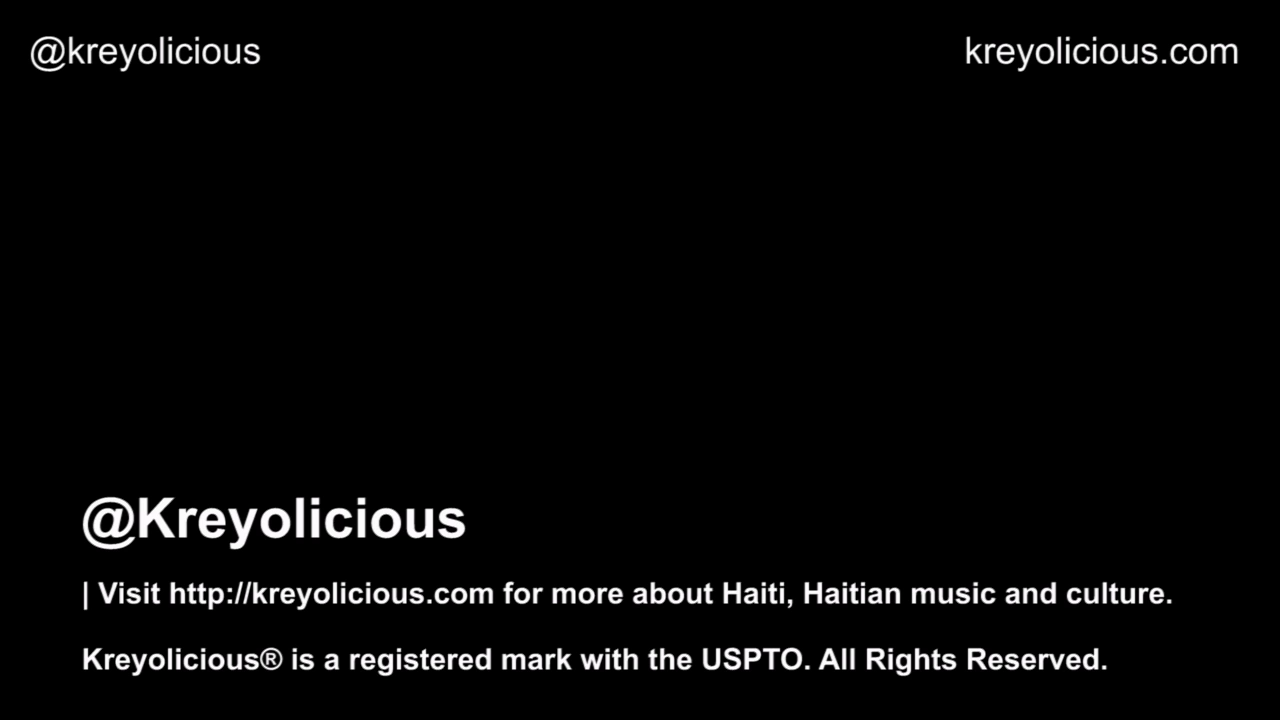 @kreyolicious
kreyolicious.com
@Kreyolicious
| Visit http://kreyolicious.com for more about Haiti, Haitian music and culture.
Kreyolicious® is a registered mark with the USPTO. All Rights Reserved.